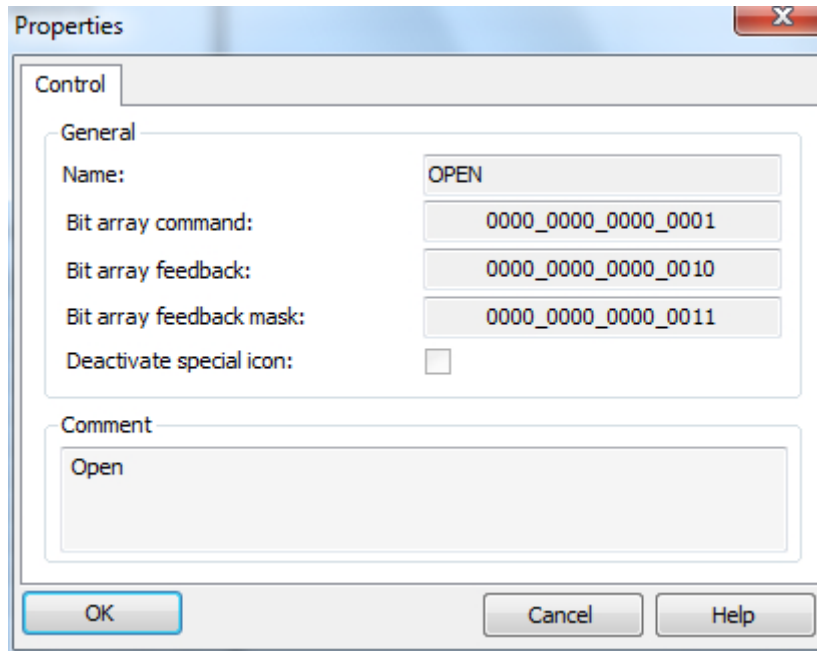 Properties
X
Control
General
Name: OPEN
Bit array command: 0000_0000_0000_0001
Bit array feedback: 0000_0000_0000_0010
Bit array feedback mask: 0000_0000_0000_0011
Deactivate special icon:
Comment
Open
OK Cancel Help